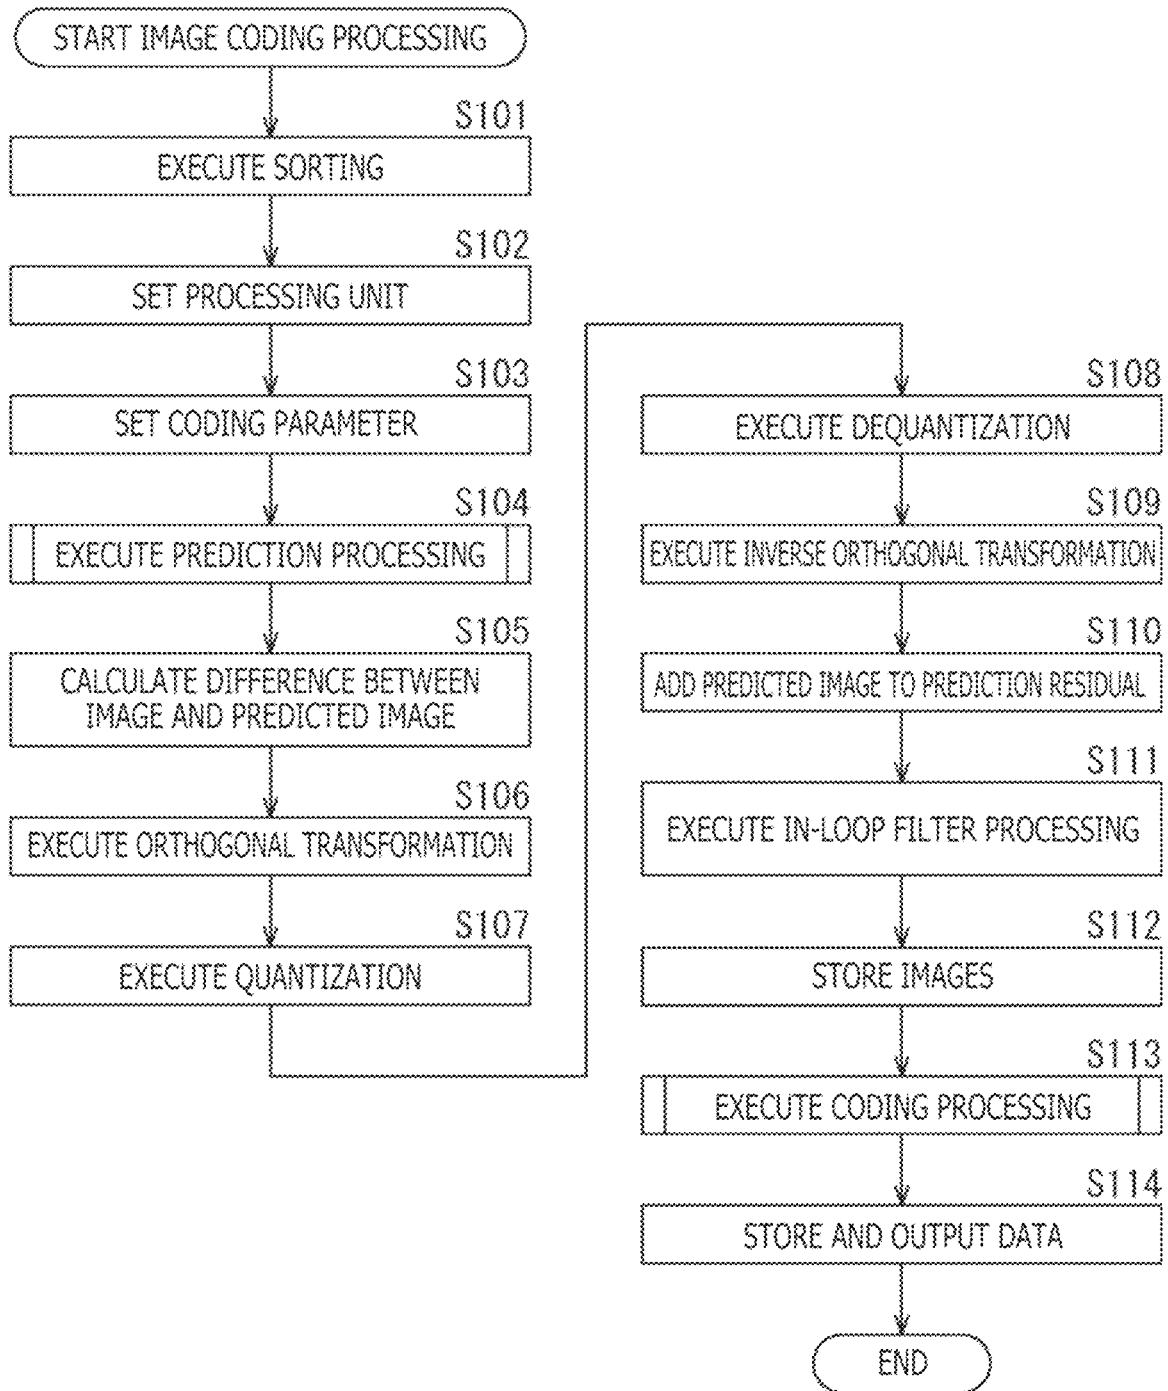 START IMAGE CODING PROCESSING
S101
EXECUTE SORTING
S102
SET PROCESSING UNIT
S103
SET CODING PARAMETER
S104
EXECUTE PREDICTION PROCESSING
S105
CALCULATE DIFFERENCE BETWEEN
IMAGE AND PREDICTED IMAGE
S106
EXECUTE ORTHOGONAL TRANSFORMATION
S107
EXECUTE QUANTIZATION
S108
EXECUTE DEQUANTIZATION
S109
EXECUTE INVERSE ORTHOGONAL TRANSFORMATION
S110
ADD PREDICTED IMAGE TO PREDICTION RESIDUAL
S111
EXECUTE IN-LOOP FILTER PROCESSING
S112
STORE IMAGES
S113
EXECUTE CODING PROCESSING
S114
STORE AND OUTPUT DATA
END